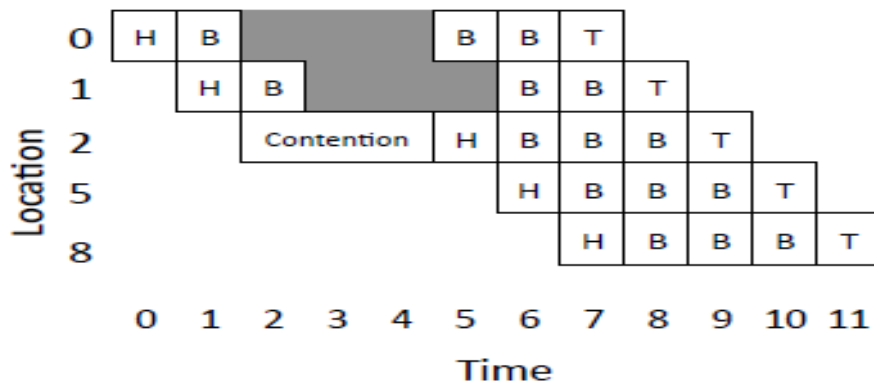 0 H B B B T
1 H B B B T
2 Contention H B B B T
5 H B B B T
8 H B B B T
Location
0 1 2 3 4 5 6 7 8 9 10 11
Time